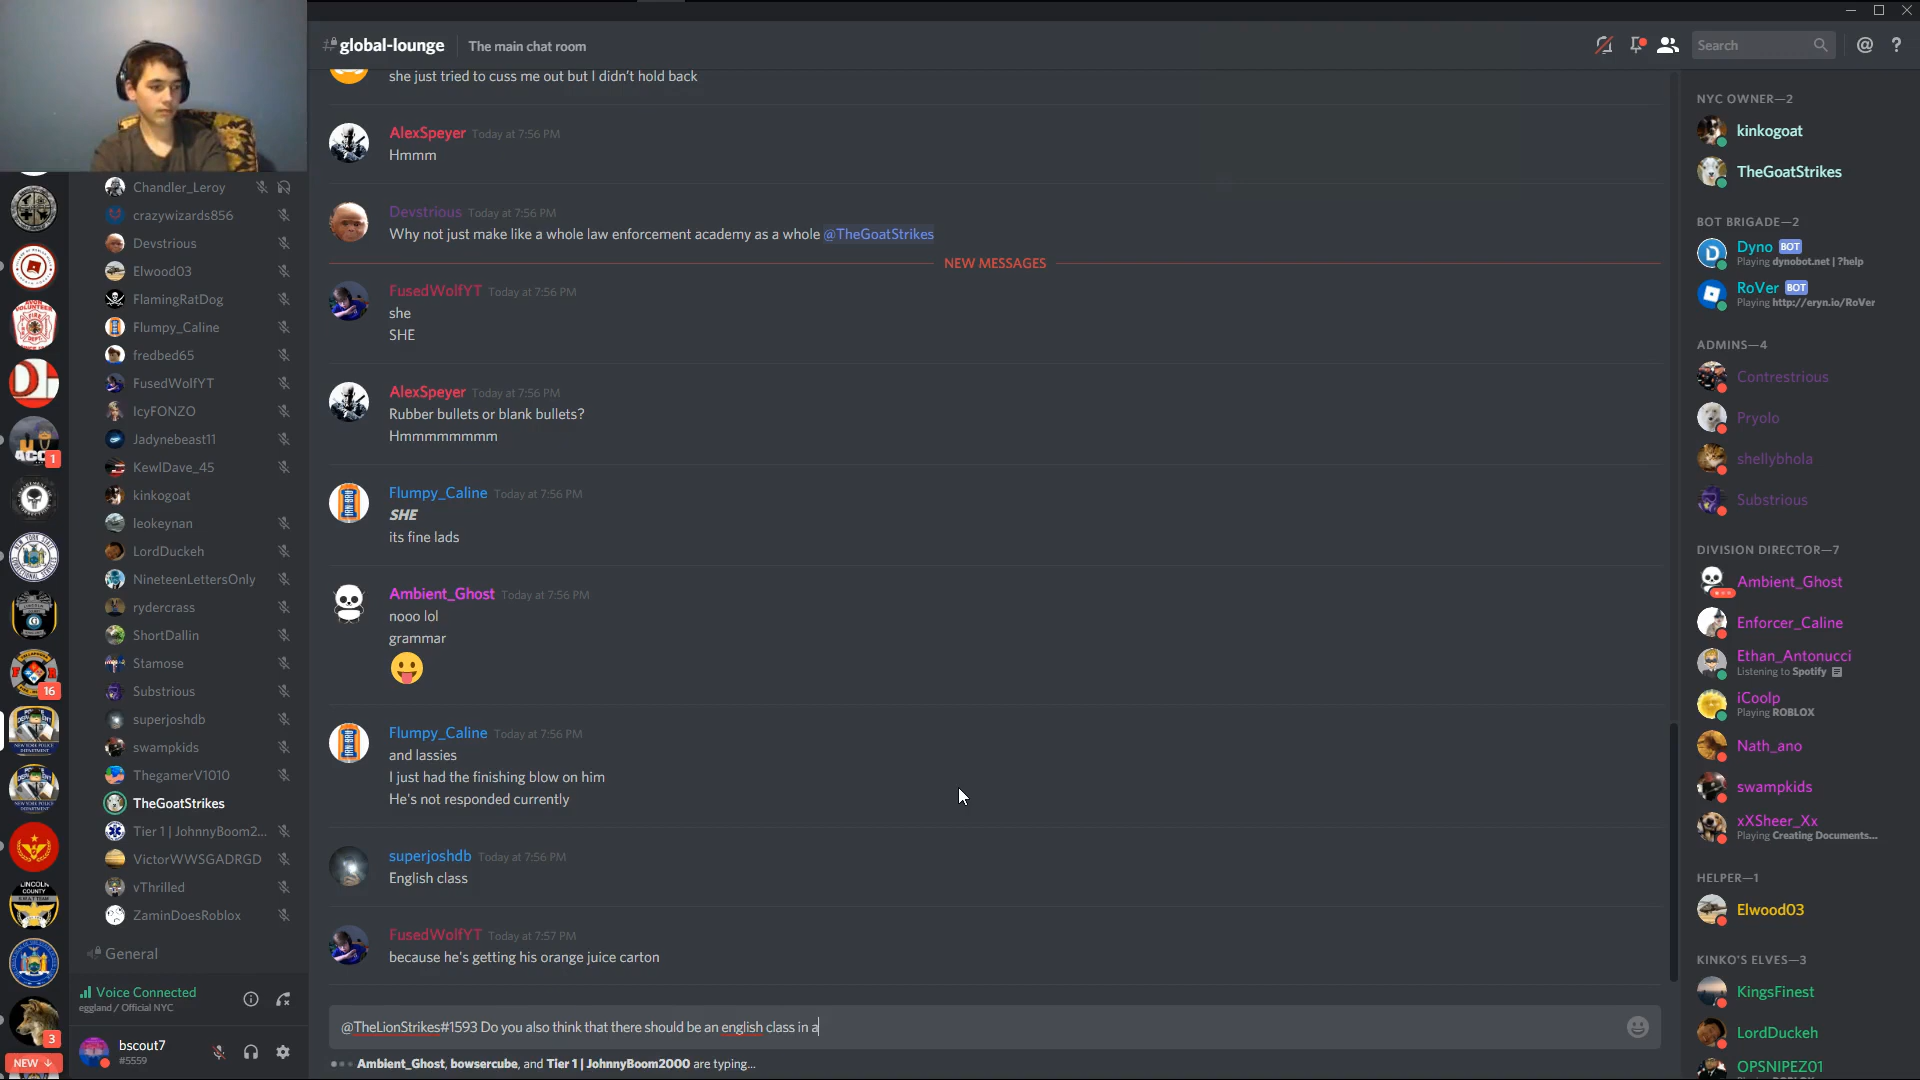 global-lounge
The main chat room
Search
she just tried to cuss me out but I didn't hold back
AlexSpeyer Today at 7:56 PM
Hmmm
Devstrious Today at 7:56 PM
Why not just make like a whole law enforcement academy as a whole @TheGoatStrikes
NEW MESSAGES
FusedWolfYT Today at 7:56 PM
she
SHE
AlexSpeyer Today at 7:56 PM
Rubber bullets or blank bullets?
Hmmmmmmmm
Flumpy_Caline Today at 7:56 PM
SHE
its fine lads
Ambient_Ghost Today at 7:56 PM
nooo lol
grammar
Flumpy_Caline Today at 7:56 PM
and lassies
I just had the finishing blow on him
He's not responded currently
superjoshdb Today at 7:56 PM
English class
FusedWolfYT Today at 7:57 PM
because he's getting his orange juice carton
@TheLionStrikes#1593 Do you also think that there should be an english class in a
Ambient_Ghost, bowsercube, and Tier 1 | JohnnyBoom2000 are typing...
Chandler_Leroy
crazywizards856
Devstrious
Elwood03
FlamingRatDog
Flumpy_Caline
fredbed65
FusedWolfYT
IcyFONZO
Jadynebeast11
KewlDave_45
kinkogoat
leokeynan
LordDuckeh
NineteenLettersOnly
rydercrass
ShortDallin
Stamose
Substrious
superjoshdb
swampkids
ThegamerV1010
TheGoatStrikes
Tier 1 | JohnnyBoom2...
VictorWWSGADRGD
vThrilled
ZaminDoesRoblox
General
Voice Connected
eggland / Official NYC
bscout7
#5559
1
16
3
NEW
NYC OWNER—2
kinkogoat
TheGoatStrikes
BOT BRIGADE—2
Dyno BOT
Playing dynobot.net | ?help
RoVer BOT
Playing http://eryn.io/RoVer
ADMINS—4
Contrestrious
Pryolo
shellybhola
Substrious
DIVISION DIRECTOR—7
Ambient_Ghost
Enforcer_Caline
Ethan_Antonucci
Listening to Spotify
iCoolp
Playing ROBLOX
Nath_ano
swampkids
xXSheer_Xx
Playing Creating Documents...
HELPER—1
Elwood03
KINKO'S ELVES—3
KingsFinest
LordDuckeh
OPSNIPEZ01